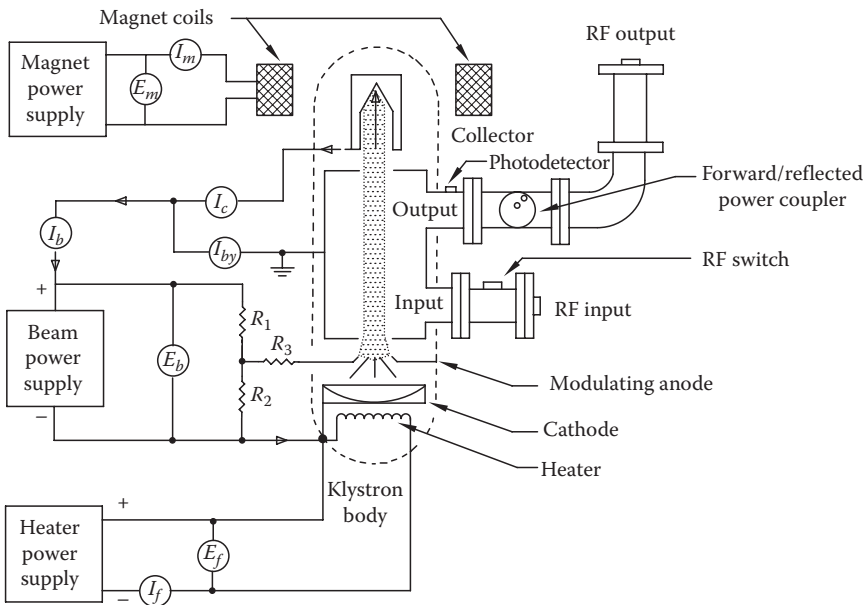 Magnet coils
RF output
Magnet
power
supply
I_m
E_m
Collector
Photodetector
Forward/reflected
power coupler
Output
I_c
I_b
I_by
RF switch
+
Input
RF input
Beam
power
supply
E_b
R_1
R_3
R_2
Modulating anode
–
Cathode
Heater
Klystron
body
+
Heater
power
supply
E_f
–
I_f